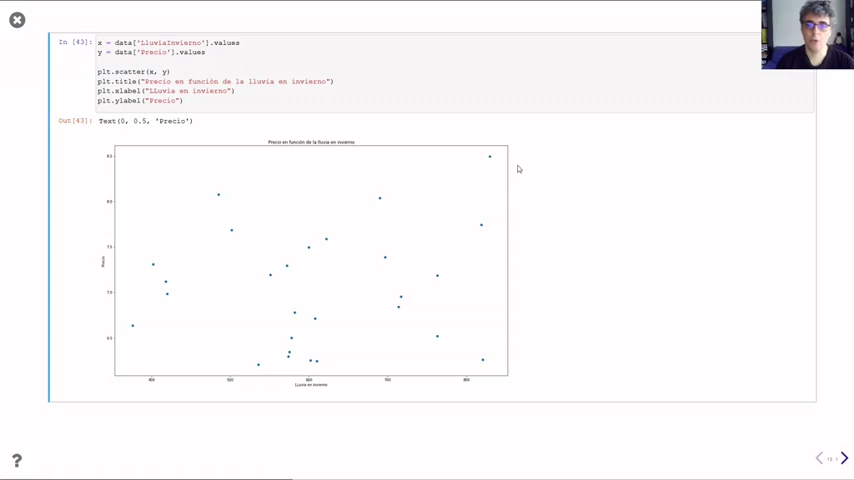 In [43]: x = data['LluviaInvierno'].values
y = data['Precio'].values
plt.scatter(x, y)
plt.title("Precio en función de la lluvia en invierno")
plt.xlabel("LLuvia en invierno")
plt.ylabel("Precio")
Out[43]: Text(0, 0.5, 'Precio')
Precio en función de la lluvia en invierno
8.5
8.0
7.5
7.0
6.5
Precio
400 500 600 700 800
LLuvia en invierno
?